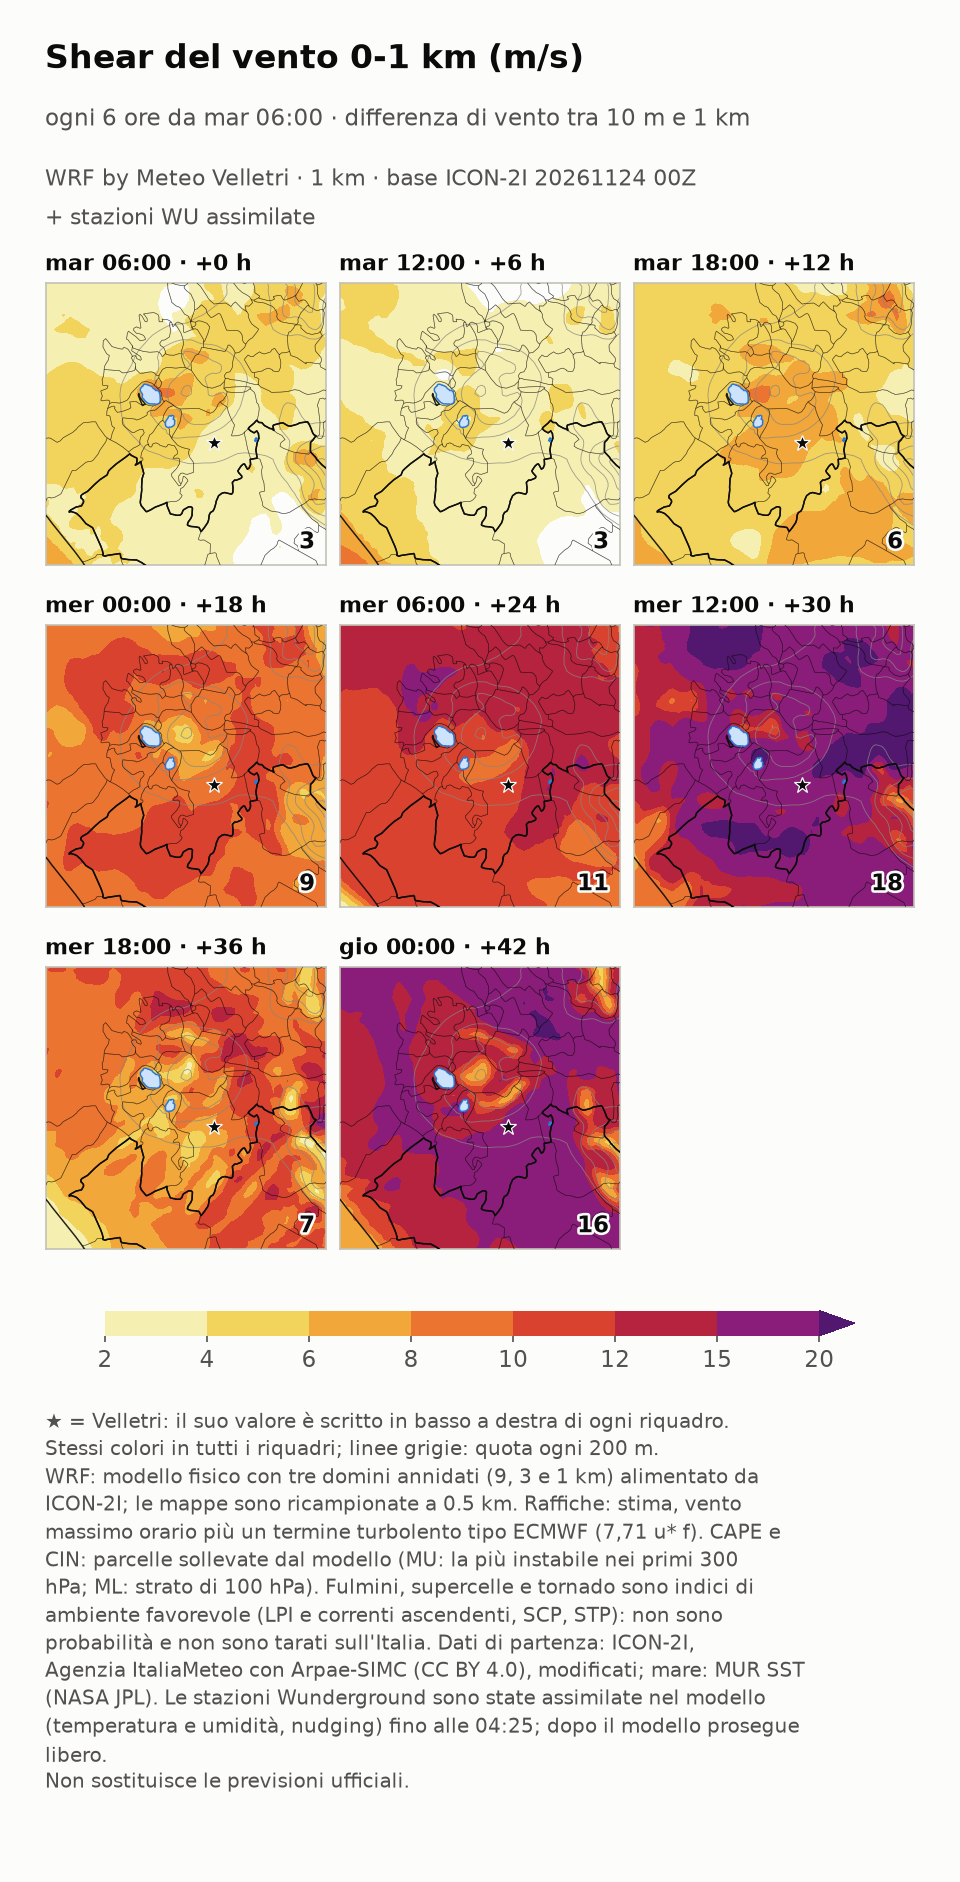 Shear del vento 0-1 km (m/s)
ogni 6 ore da mar 06:00 · differenza di vento tra 10 m e 1 km
WRF by Meteo Velletri · 1 km · base ICON-2I 20261124 00Z
+ stazioni WU assimilate
mar 06:00 · +0 h
mar 12:00 · +6 h
mar 18:00 · +12 h
3
3
6
mer 00:00 · +18 h
mer 06:00 · +24 h
mer 12:00 · +30 h
9
11
18
mer 18:00 · +36 h
gio 00:00 · +42 h
7
16
2 4 6 8 10 12 15 20
★ = Velletri: il suo valore è scritto in basso a destra di ogni riquadro.
Stessi colori in tutti i riquadri; linee grigie: quota ogni 200 m.
WRF: modello fisico con tre domini annidati (9, 3 e 1 km) alimentato da
ICON-2I; le mappe sono ricampionate a 0.5 km. Raffiche: stima, vento
massimo orario più un termine turbolento tipo ECMWF (7,71 u* f). CAPE e
CIN: parcelle sollevate dal modello (MU: la più instabile nei primi 300
hPa; ML: strato di 100 hPa). Fulmini, supercelle e tornado sono indici di
ambiente favorevole (LPI e correnti ascendenti, SCP, STP): non sono
probabilità e non sono tarati sull'Italia. Dati di partenza: ICON-2I,
Agenzia ItaliaMeteo con Arpae-SIMC (CC BY 4.0), modificati; mare: MUR SST
(NASA JPL). Le stazioni Wunderground sono state assimilate nel modello
(temperatura e umidità, nudging) fino alle 04:25; dopo il modello prosegue
libero.
Non sostituisce le previsioni ufficiali.